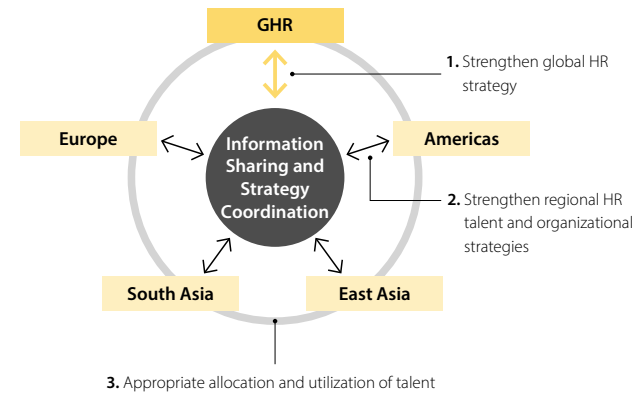 GHR
1. Strengthen global HR
strategy
Europe
Information
Sharing and
Strategy
Coordination
Americas
2. Strengthen regional HR
talent and organizational
strategies
South Asia
East Asia
3. Appropriate allocation and utilization of talent